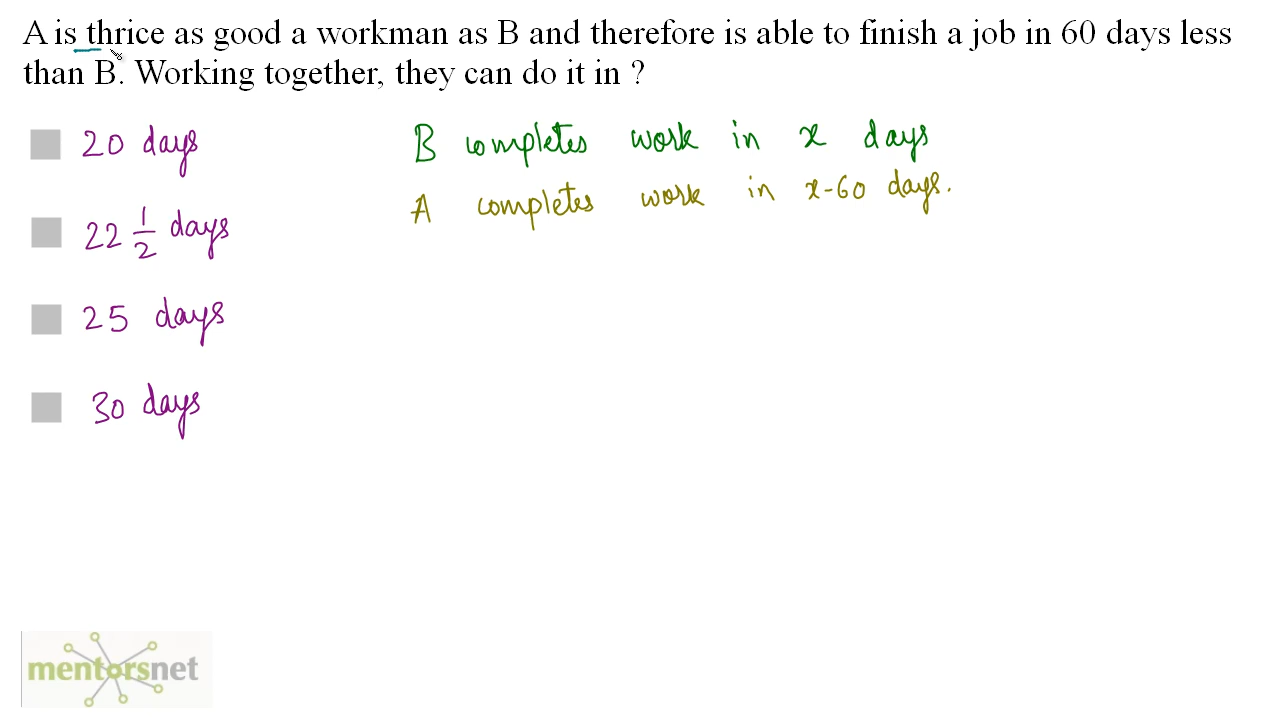 A is thrice as good a workman as B and therefore is able to finish a job in 60 days less
than B. Working together, they can do it in ?
20 days
22 1/2 days
25 days
30 days
B completes work in x days
A completes work in x-60 days.
mentorsnet